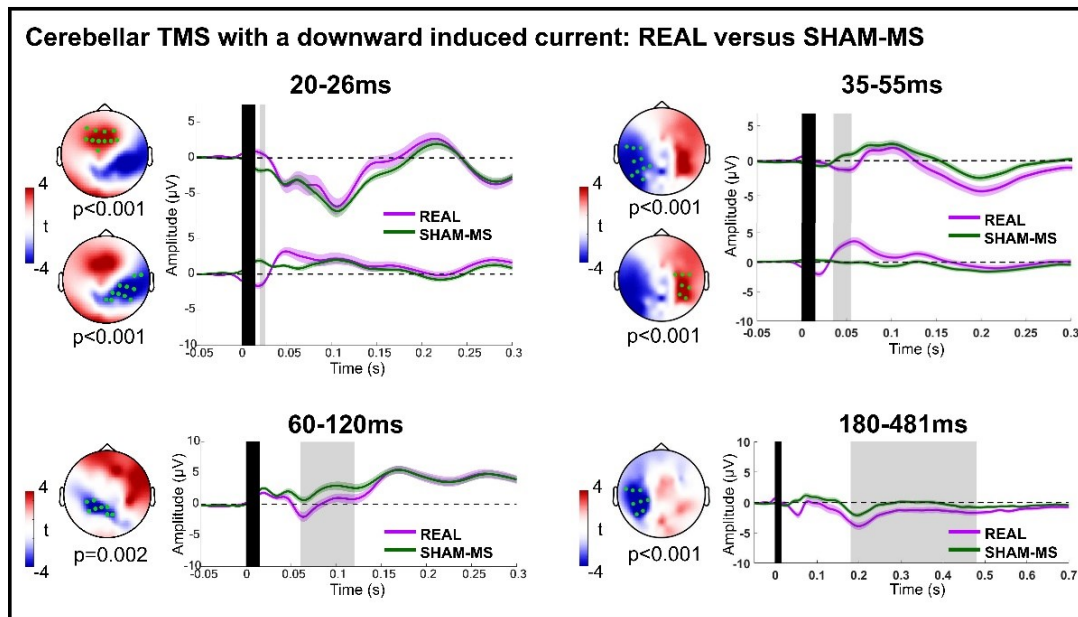 Cerebellar TMS with a downward induced current: REAL versus SHAM-MS
20-26ms
4
t
-4
p<0.001
p<0.001
Amplitude (µV)
5
0
-5
5
0
-5
-10
REAL
SHAM-MS
-0.05 0 0.05 0.1 0.15 0.2 0.25 0.3
Time (s)
35-55ms
4
t
-4
p<0.001
p<0.001
Amplitude (µV)
5
0
-5
5
0
-5
-10
REAL
SHAM-MS
-0.05 0 0.05 0.1 0.15 0.2 0.25 0.3
Time (s)
60-120ms
4
t
-4
p=0.002
Amplitude (µV)
10
5
0
-5
-10
REAL
SHAM-MS
-0.05 0 0.05 0.1 0.15 0.2 0.25 0.3
Time (s)
180-481ms
4
t
-4
p<0.001
Amplitude (µV)
10
5
0
-5
-10
REAL
SHAM-MS
0 0.1 0.2 0.3 0.4 0.5 0.6 0.7
Time (s)